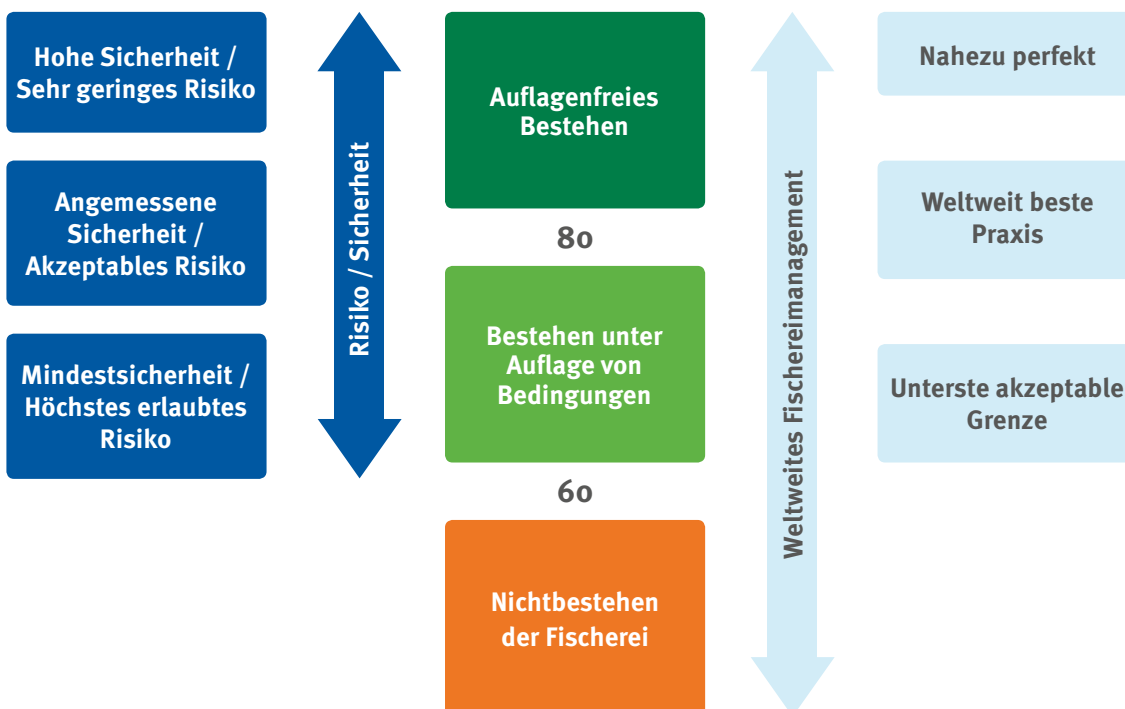 Hohe Sicherheit /
Sehr geringes Risiko
Angemessene
Sicherheit /
Akzeptables Risiko
Mindestsicherheit /
Höchstes erlaubtes
Risiko
Risiko / Sicherheit
Auflagenfreies
Bestehen
80
Bestehen unter
Auflage von
Bedingungen
60
Nichtbestehen
der Fischerei
Weltweites Fischereimanagement
Nahezu perfekt
Weltweit beste
Praxis
Unterste akzeptable
Grenze